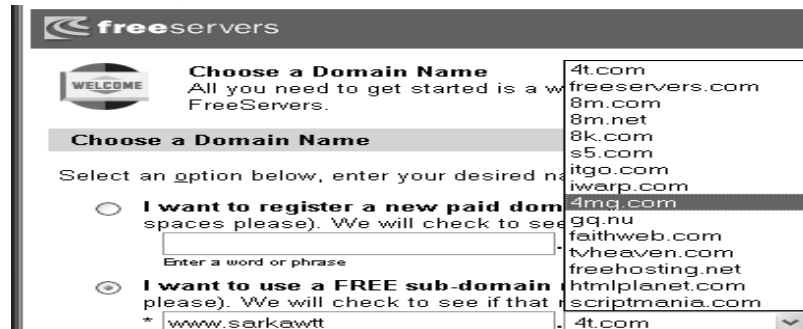 freeservers
WELCOME
Choose a Domain Name
All you need to get started is a w
FreeServers.
Choose a Domain Name
Select an option below, enter your desired na
I want to register a new paid dom
spaces please). We will check to see
.
Enter a word or phrase
I want to use a FREE sub-domain
please). We will check to see if that
* www.sarkawtt . 4t.com
4t.com
freeservers.com
8m.com
8m.net
8k.com
s5.com
itgo.com
iwarp.com
4mg.com
gq.nu
faithweb.com
tvheaven.com
freehosting.net
htmlplanet.com
scriptmania.com